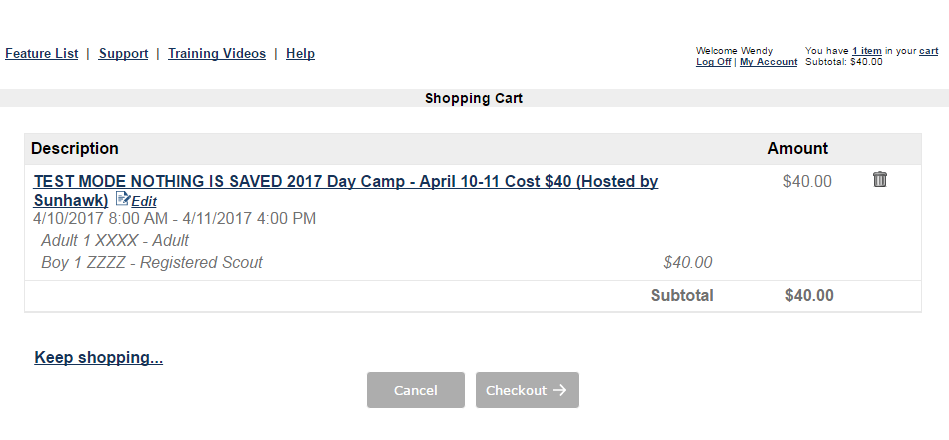 Feature List | Support | Training Videos | Help
Welcome Wendy You have 1 item in your cart
Log Off | My Account Subtotal: $40.00
Shopping Cart
Description Amount
TEST MODE NOTHING IS SAVED 2017 Day Camp - April 10-11 Cost $40 (Hosted by $40.00
Sunhawk) Edit
4/10/2017 8:00 AM - 4/11/2017 4:00 PM
Adult 1 XXXX - Adult
Boy 1 ZZZZ - Registered Scout $40.00
Subtotal $40.00
Keep shopping...
Cancel Checkout →